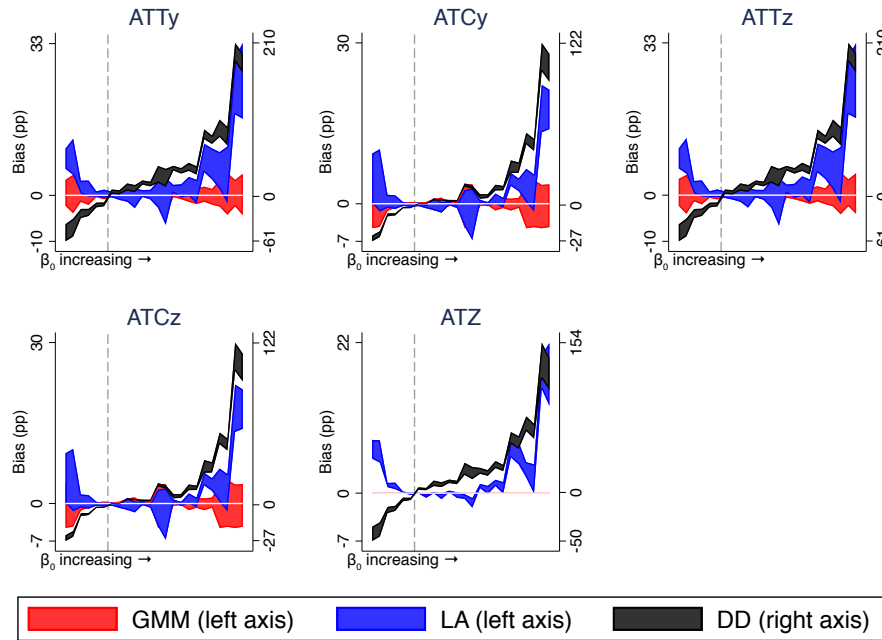 ATTy
33
0
-10
Bias (pp)
210
0
-61
β0 increasing →
ATCy
30
0
-7
Bias (pp)
122
0
-27
β0 increasing →
ATTz
33
0
-10
Bias (pp)
210
0
-61
β0 increasing →
ATCz
30
0
-7
Bias (pp)
122
0
-27
β0 increasing →
ATZ
22
0
-7
Bias (pp)
154
0
-50
β0 increasing →
GMM (left axis) LA (left axis) DD (right axis)